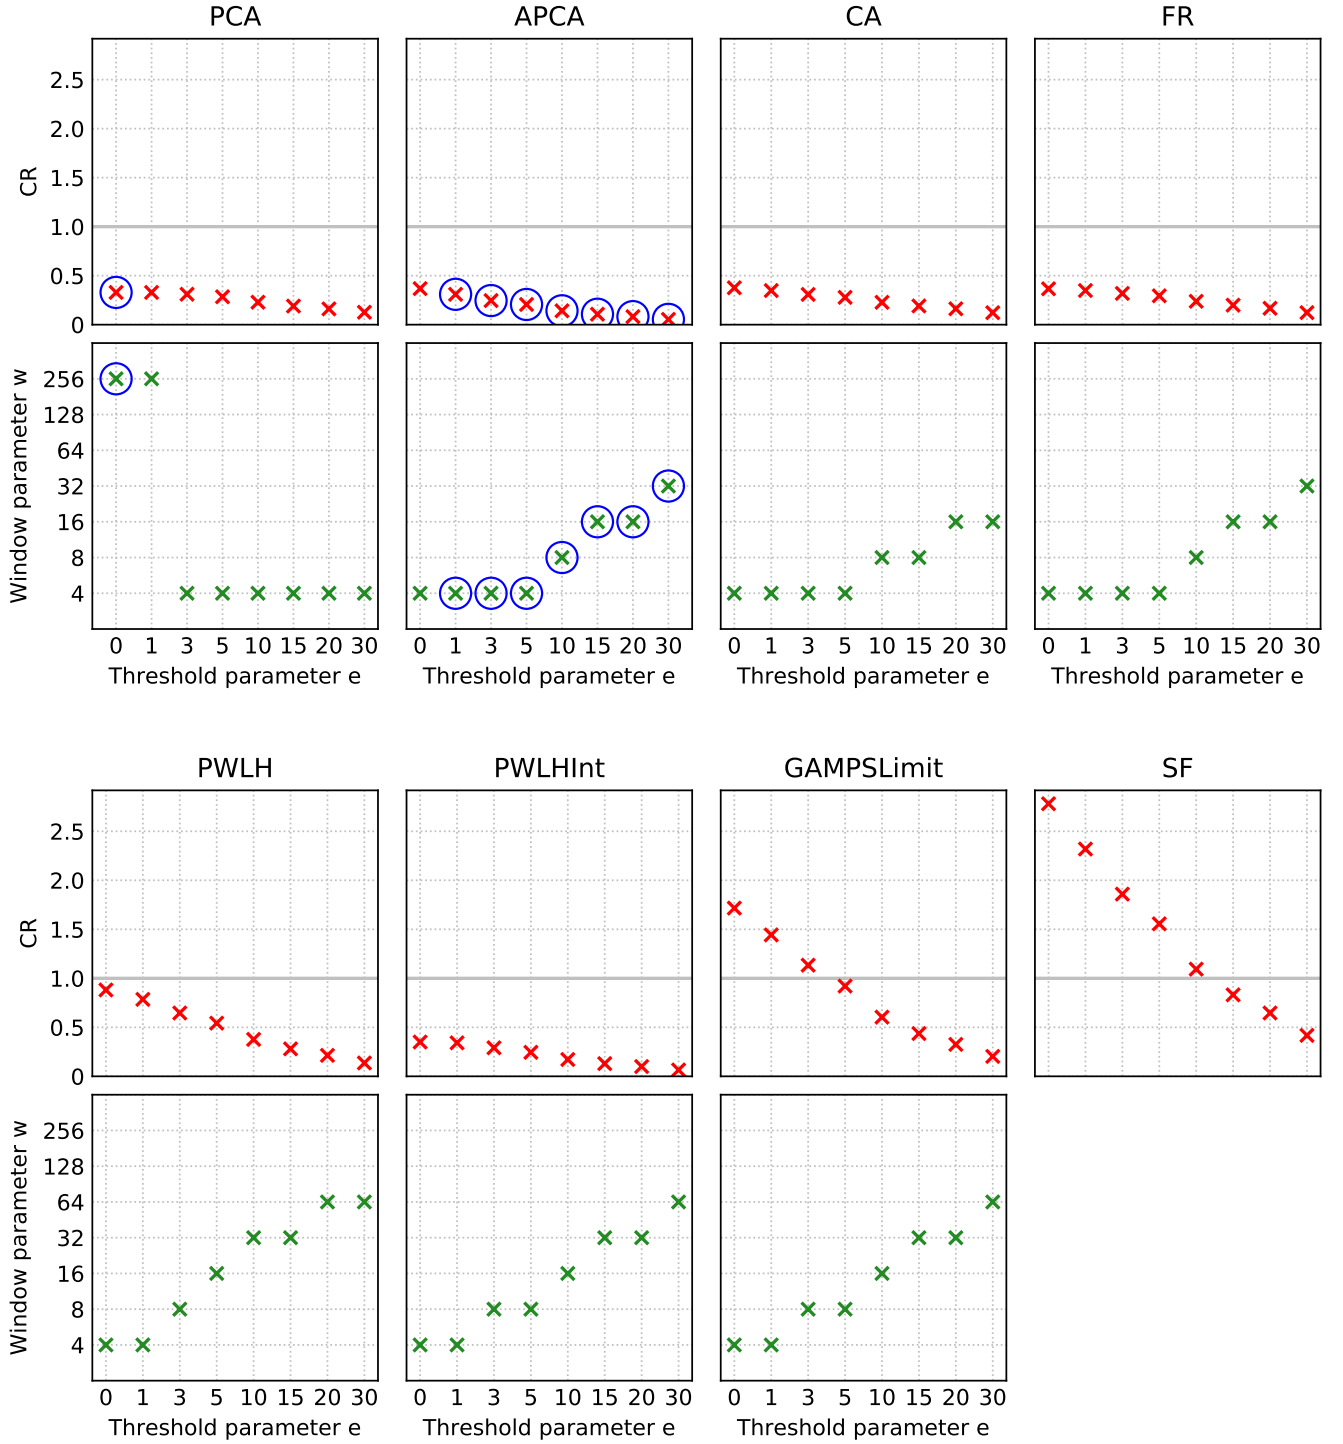 PCA APCA CA FR
2.5
2.0
1.5
1.0
0.5
0
CR
256
128
64
32
16
8
4
Window parameter w
0 1 3 5 10 15 20 30 0 1 3 5 10 15 20 30 0 1 3 5 10 15 20 30 0 1 3 5 10 15 20 30
Threshold parameter e Threshold parameter e Threshold parameter e Threshold parameter e
PWLH PWLHInt GAMPSLimit SF
2.5
2.0
1.5
1.0
0.5
0
CR
256
128
64
32
16
8
4
Window parameter w
0 1 3 5 10 15 20 30 0 1 3 5 10 15 20 30 0 1 3 5 10 15 20 30
Threshold parameter e Threshold parameter e Threshold parameter e